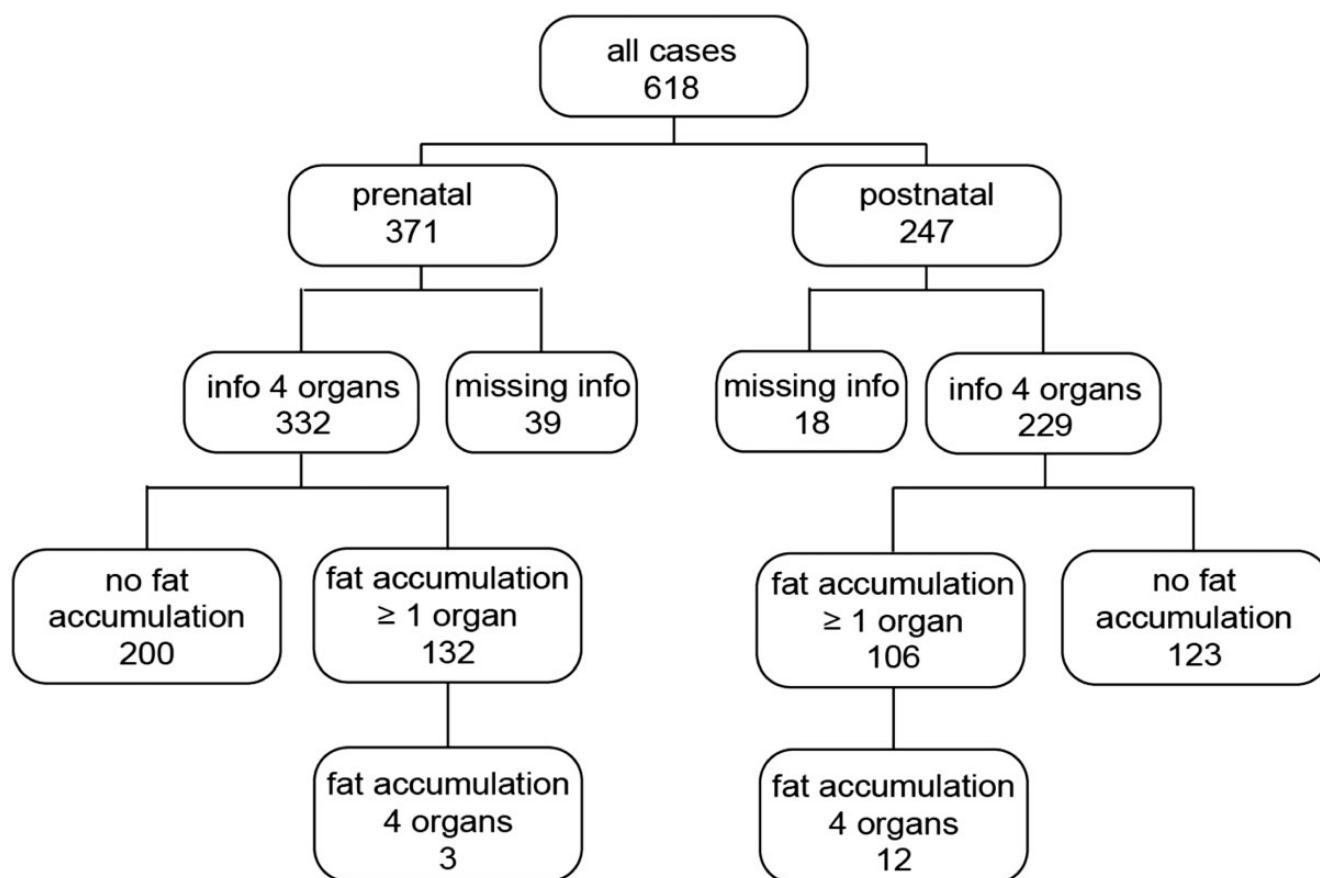 all cases
618
prenatal
371
postnatal
247
info 4 organs
332
missing info
39
missing info
18
info 4 organs
229
no fat
accumulation
200
fat accumulation
≥ 1 organ
132
fat accumulation
≥ 1 organ
106
no fat
accumulation
123
fat accumulation
4 organs
3
fat accumulation
4 organs
12